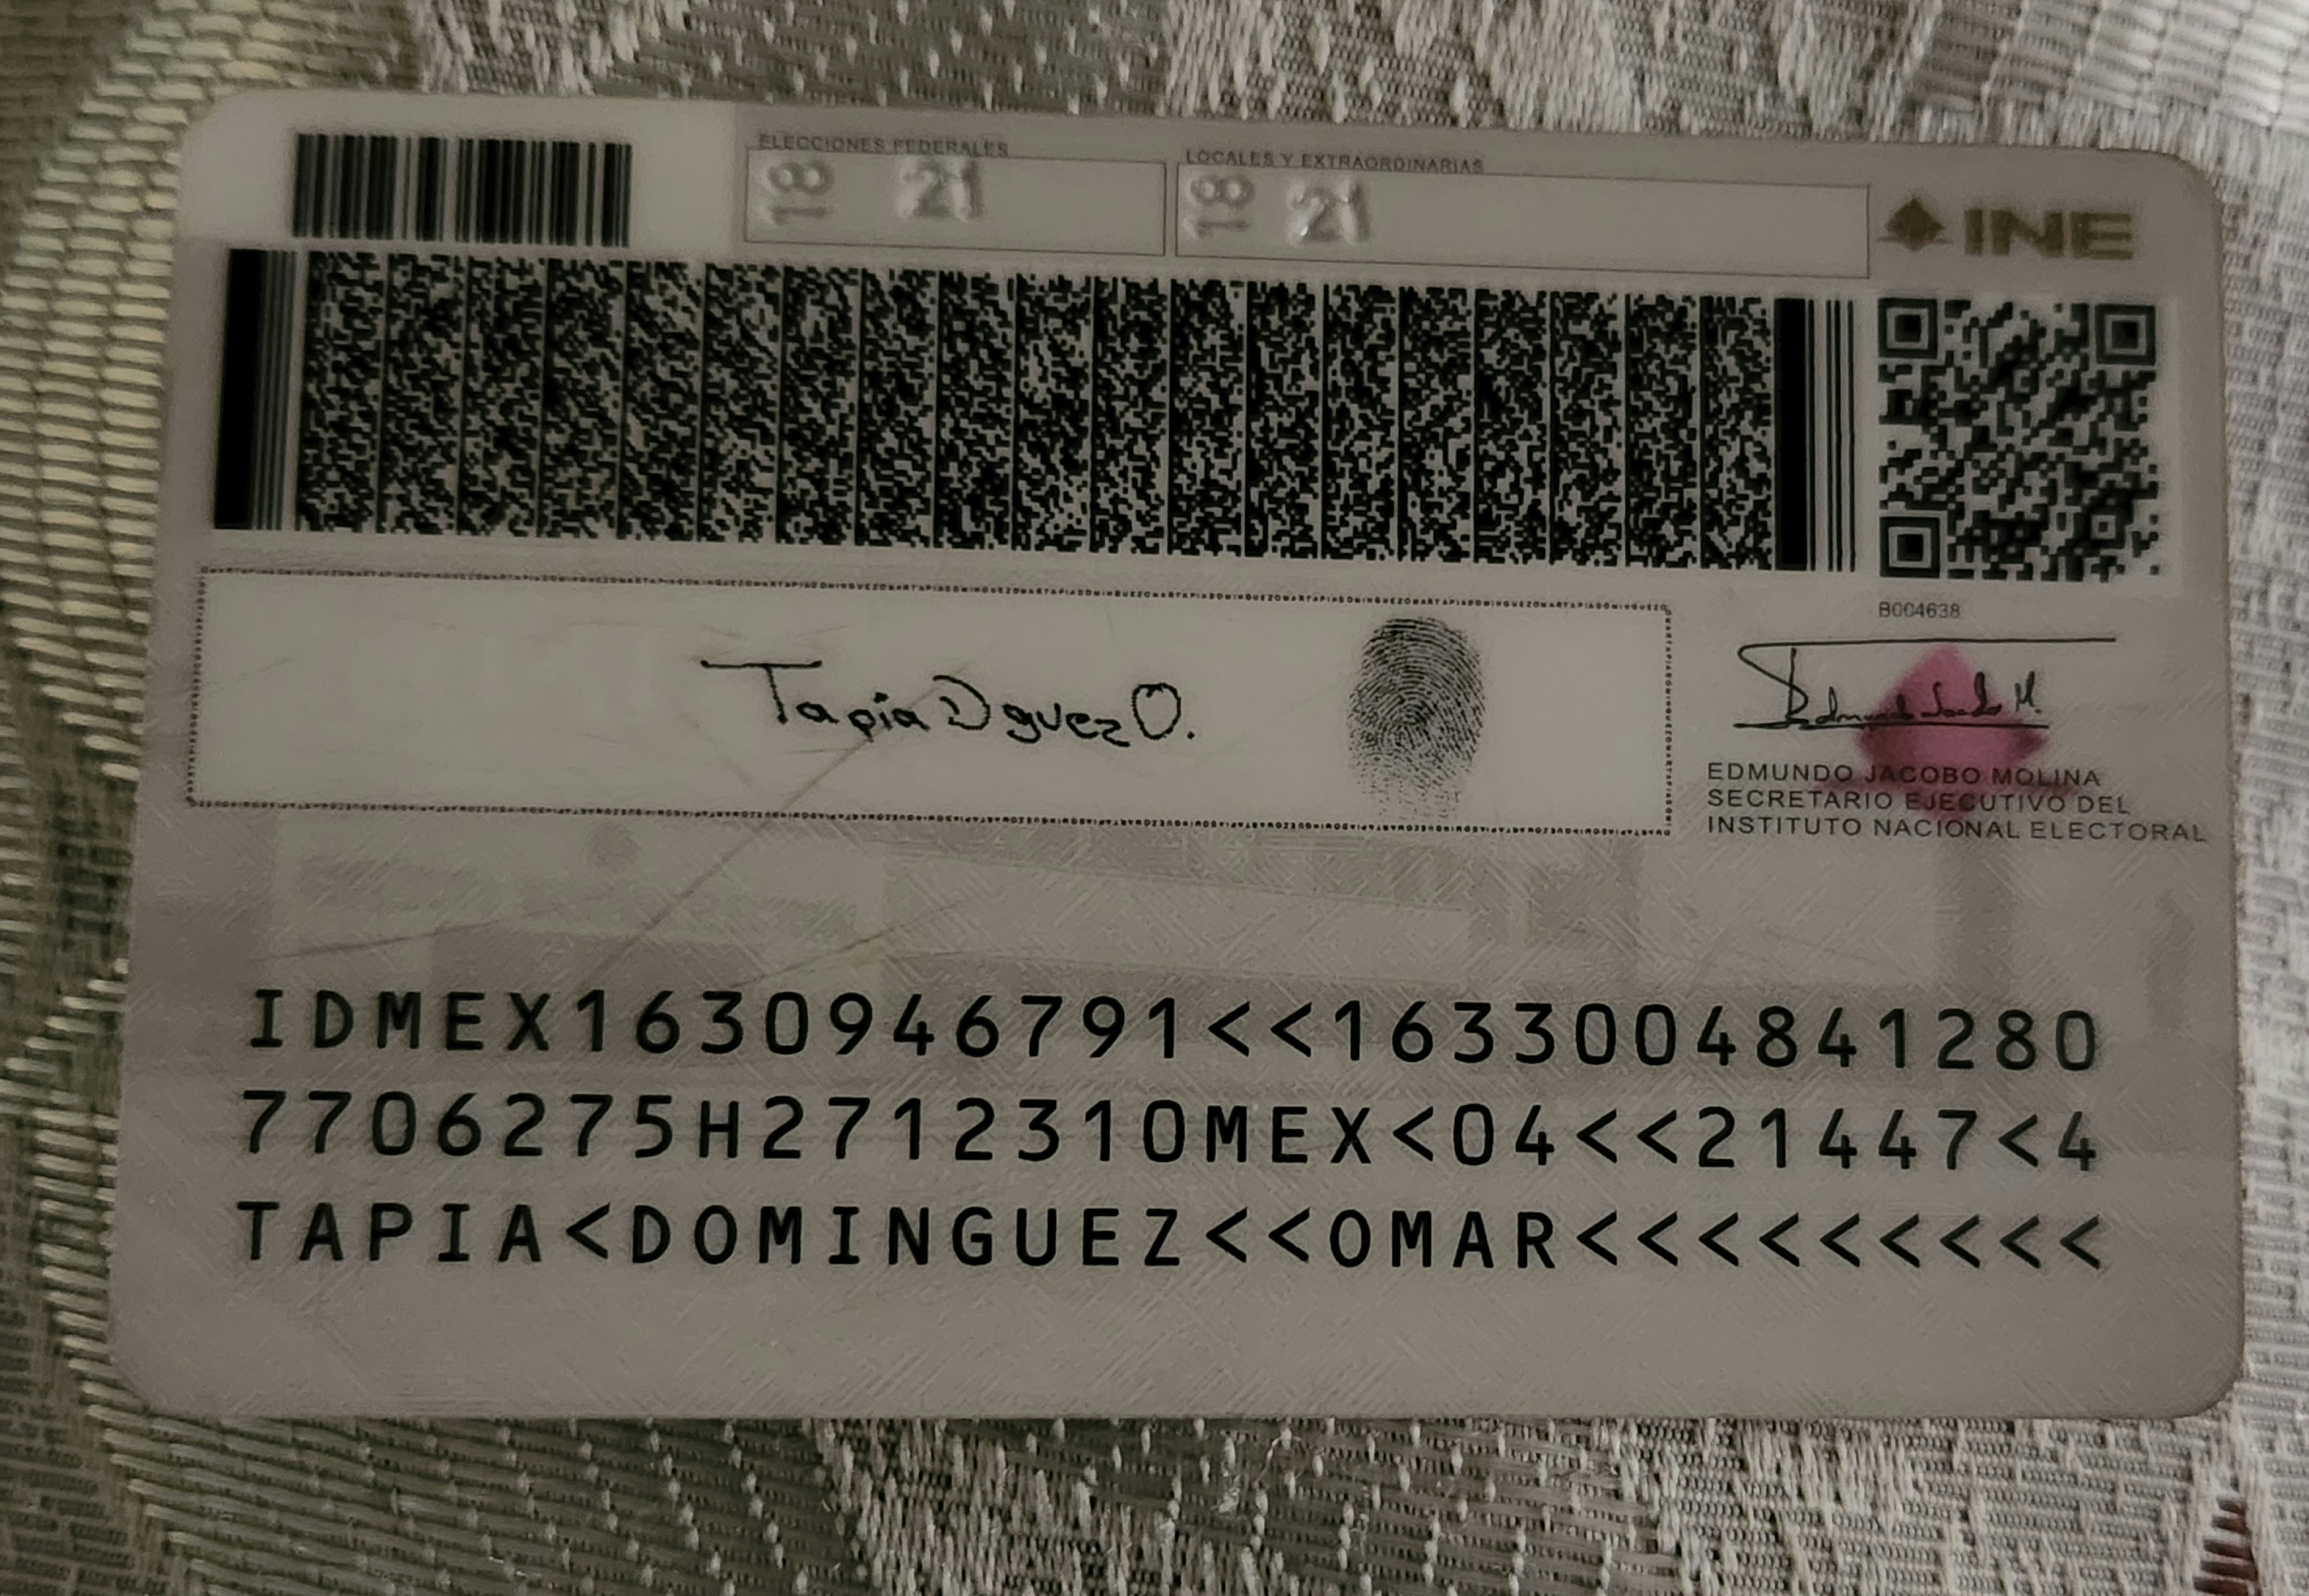 ELECCIONES FEDERALES
18 21
LOCALES Y EXTRAORDINARIAS
18 21
INE
B004638
Tapia Dguez O.
EDMUNDO JACOBO MOLINA
SECRETARIO EJECUTIVO DEL
INSTITUTO NACIONAL ELECTORAL
IDMEX1630946791<<1633004841280
7706275H2712310MEX<04<<21447<4
TAPIA<DOMINGUEZ<<OMAR<<<<<<<<<